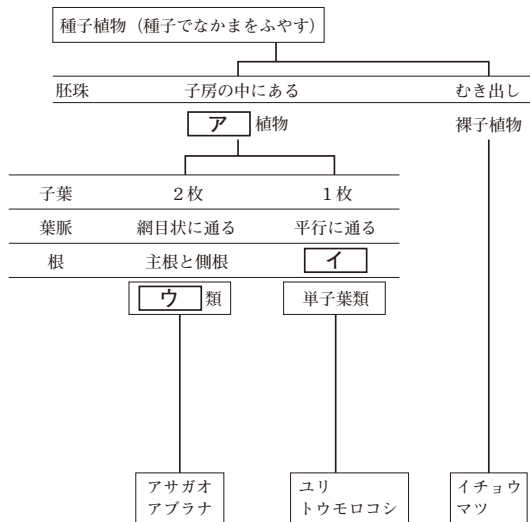 種子植物（種子でなかまをふやす）
胚珠 子房の中にある むき出し
ア 植物 裸子植物
子葉 2枚 1枚
葉脈 網目状に通る 平行に通る
根 主根と側根 イ
ウ 類 単子葉類
アサガオ ユリ イチョウ
アブラナ トウモロコシ マツ